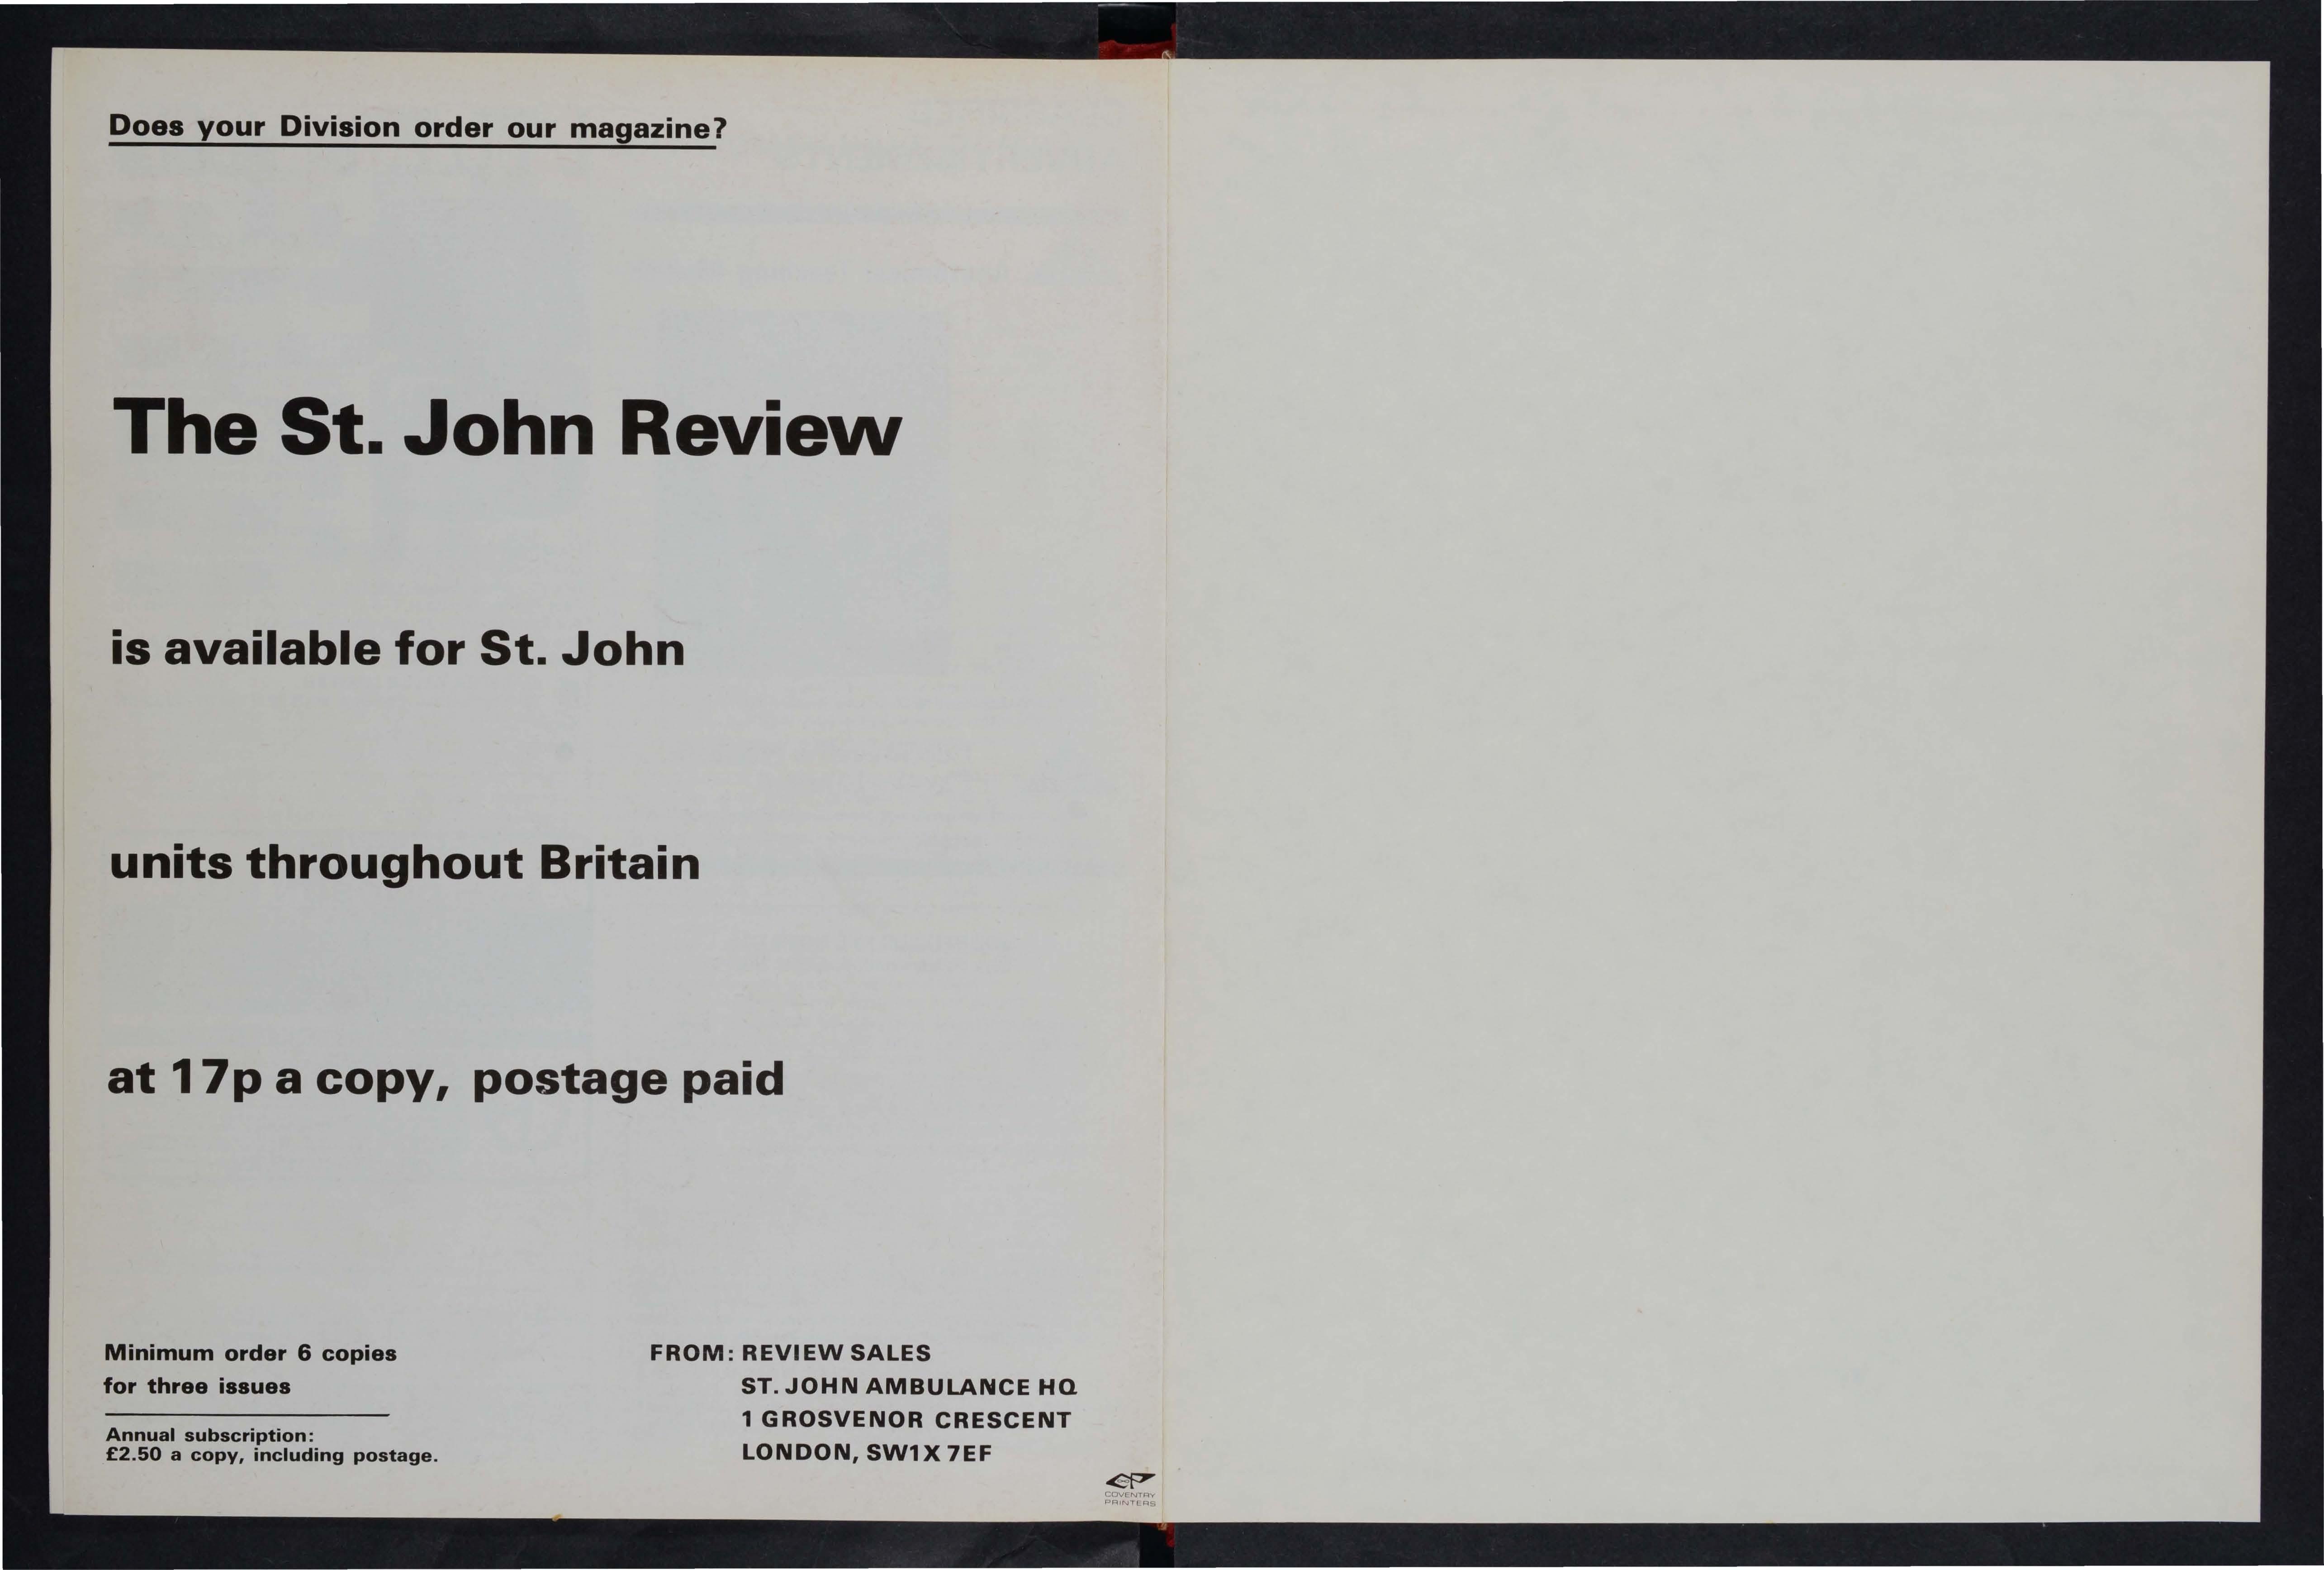 Does your Division order our magazine?
The St. John Review
is available for St. John
units throughout Britain
at 17p a copy, postage paid
Minimum order 6 copies
for three issues
Annual subscription:
£2.50 a copy, including postage.
FROM: REVIEW SALES
ST. JOHN AMBULANCE HQ
1 GROSVENOR CRESCENT
LONDON, SW1X 7EF
COVENTRY
PRINTERS